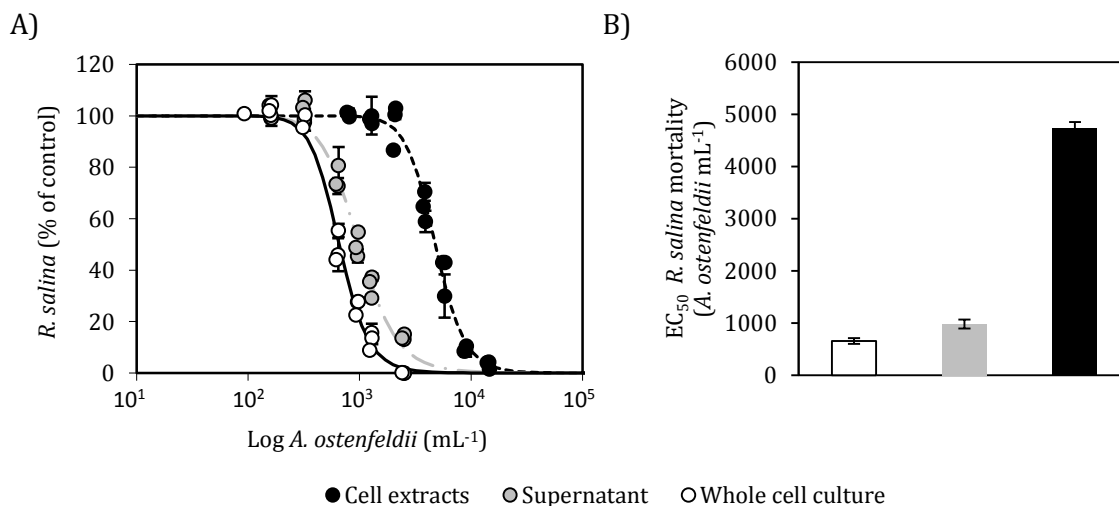 A)
R. salina (% of control)
120
100
80
60
40
20
0
10¹
10²
10³
10⁴
10⁵
Log A. ostenfeldii (mL⁻¹)
B)
EC₅₀ R. salina mortality
(A. ostenfeldii mL⁻¹)
6000
5000
4000
3000
2000
1000
0
Cell extracts
Supernatant
Whole cell culture